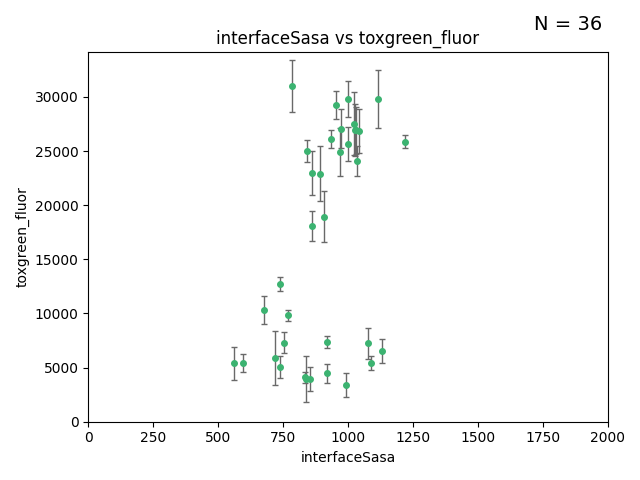 N = 36
interfaceSasa vs toxgreen_fluor
30000
25000
20000
15000
10000
5000
0
toxgreen_fluor
0 250 500 750 1000 1250 1500 1750 2000
interfaceSasa